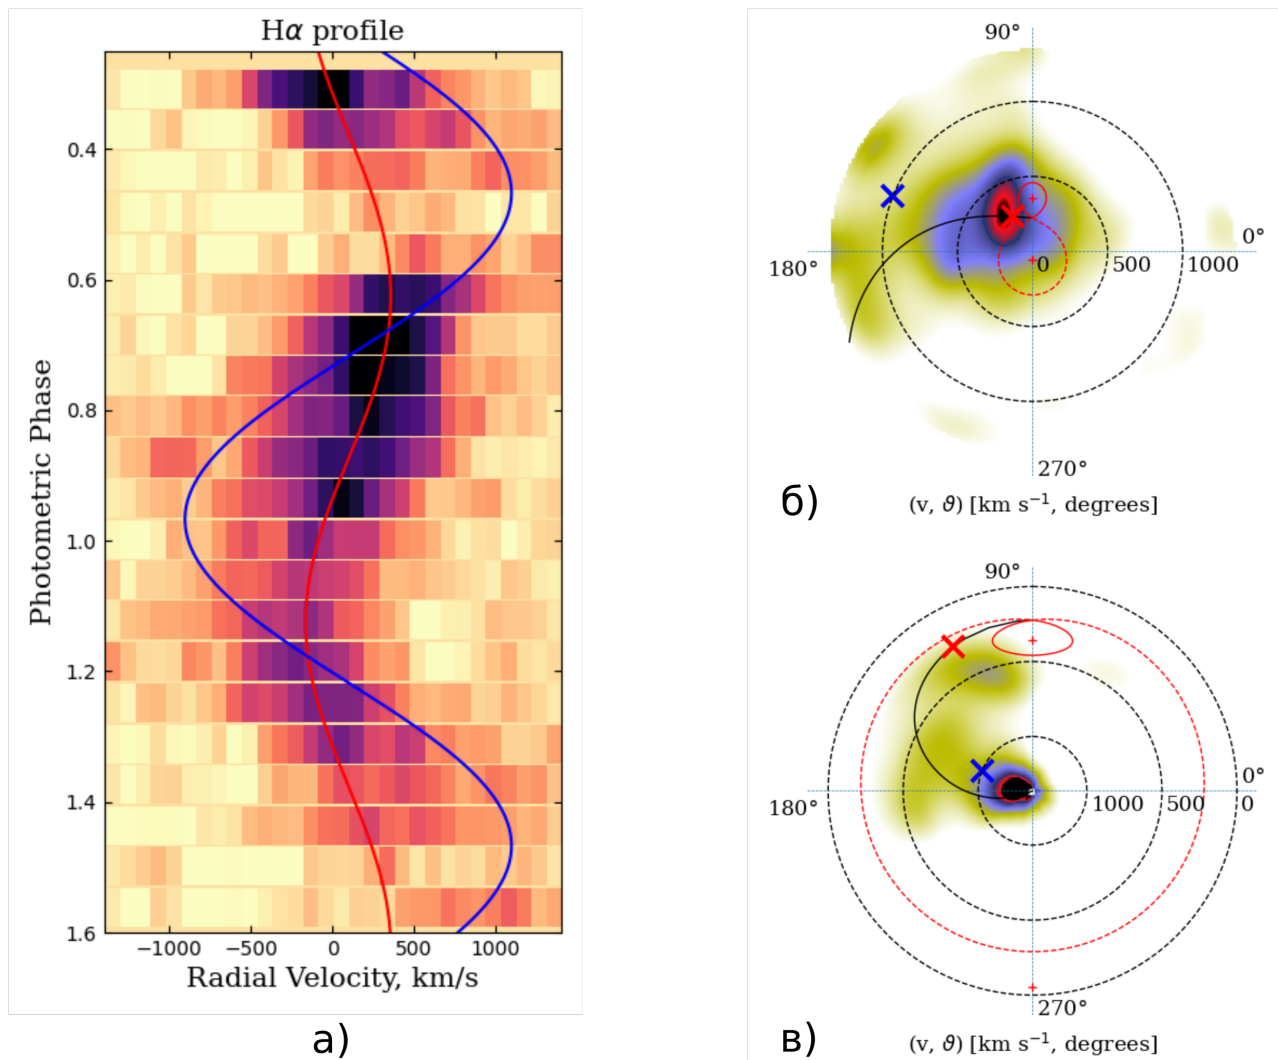 Hα profile
0.4
0.6
0.8
1.0
1.2
1.4
1.6
Photometric Phase
−1000 −500 0 500 1000
Radial Velocity, km/s
а)
90°
0°
180°
0 500 1000
270°
б)
(v, ϑ) [km s⁻¹, degrees]
90°
0°
180°
1000 500 0
270°
в)
(v, ϑ) [km s⁻¹, degrees]